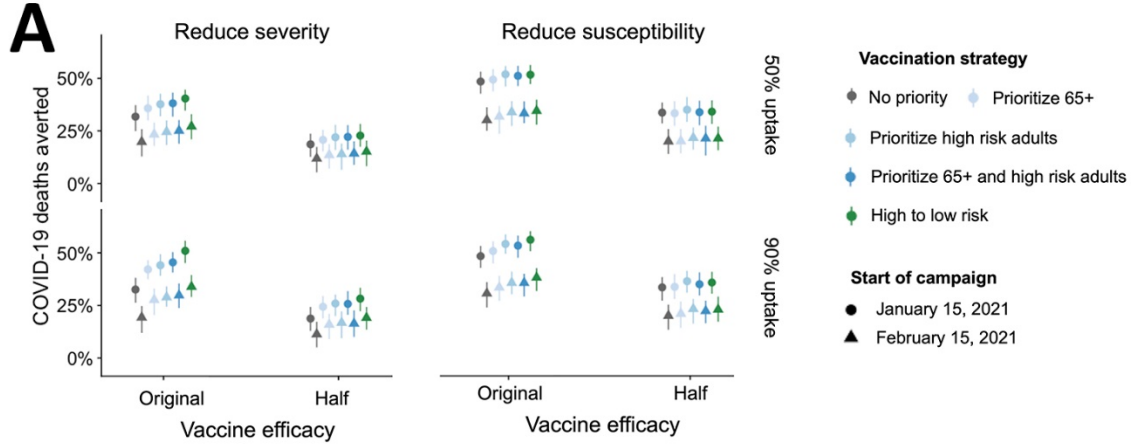 A
Reduce severity
Reduce susceptibility
COVID-19 deaths averted
50%
25%
0%
50%
25%
0%
50% uptake
90% uptake
Original
Half
Original
Half
Vaccine efficacy
Vaccine efficacy
Vaccination strategy
No priority
Prioritize 65+
Prioritize high risk adults
Prioritize 65+ and high risk adults
High to low risk
Start of campaign
January 15, 2021
February 15, 2021